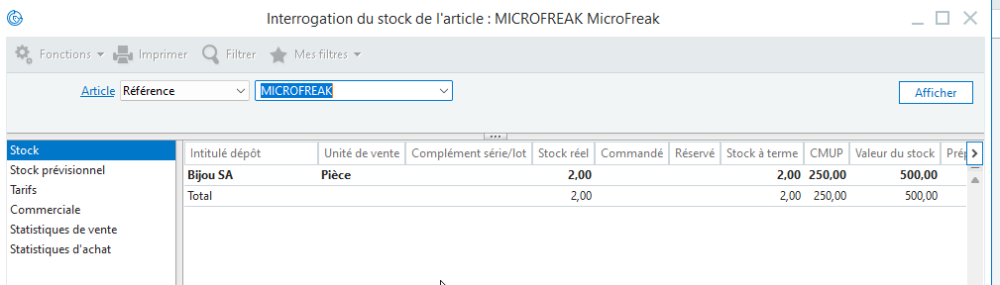 Interrogation du stock de l'article : MICROFREAK MicroFreak
Fonctions Imprimer Filtrer Mes filtres
Article Référence MICROFREAK Afficher
Stock
Stock prévisionnel
Tarifs
Commerciale
Statistiques de vente
Statistiques d'achat
Intitulé dépôt Unité de vente Complément série/lot Stock réel Commandé Réservé Stock à terme CMUP Valeur du stock Prép
Bijou SA Pièce 2,00 2,00 250,00 500,00
Total 2,00 2,00 250,00 500,00